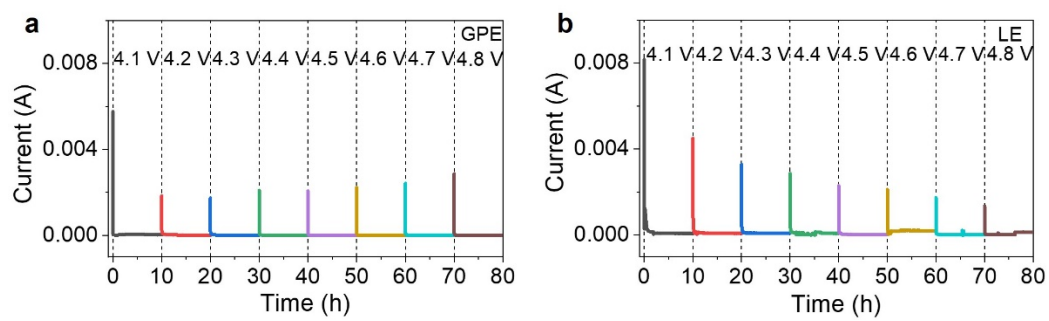 a
GPE
4.1 V 4.2 V 4.3 V 4.4 V 4.5 V 4.6 V 4.7 V 4.8 V
0.008
0.004
0.000
Current (A)
0 10 20 30 40 50 60 70 80
Time (h)
b
LE
4.1 V 4.2 V 4.3 V 4.4 V 4.5 V 4.6 V 4.7 V 4.8 V
0.008
0.004
0.000
Current (A)
0 10 20 30 40 50 60 70 80
Time (h)